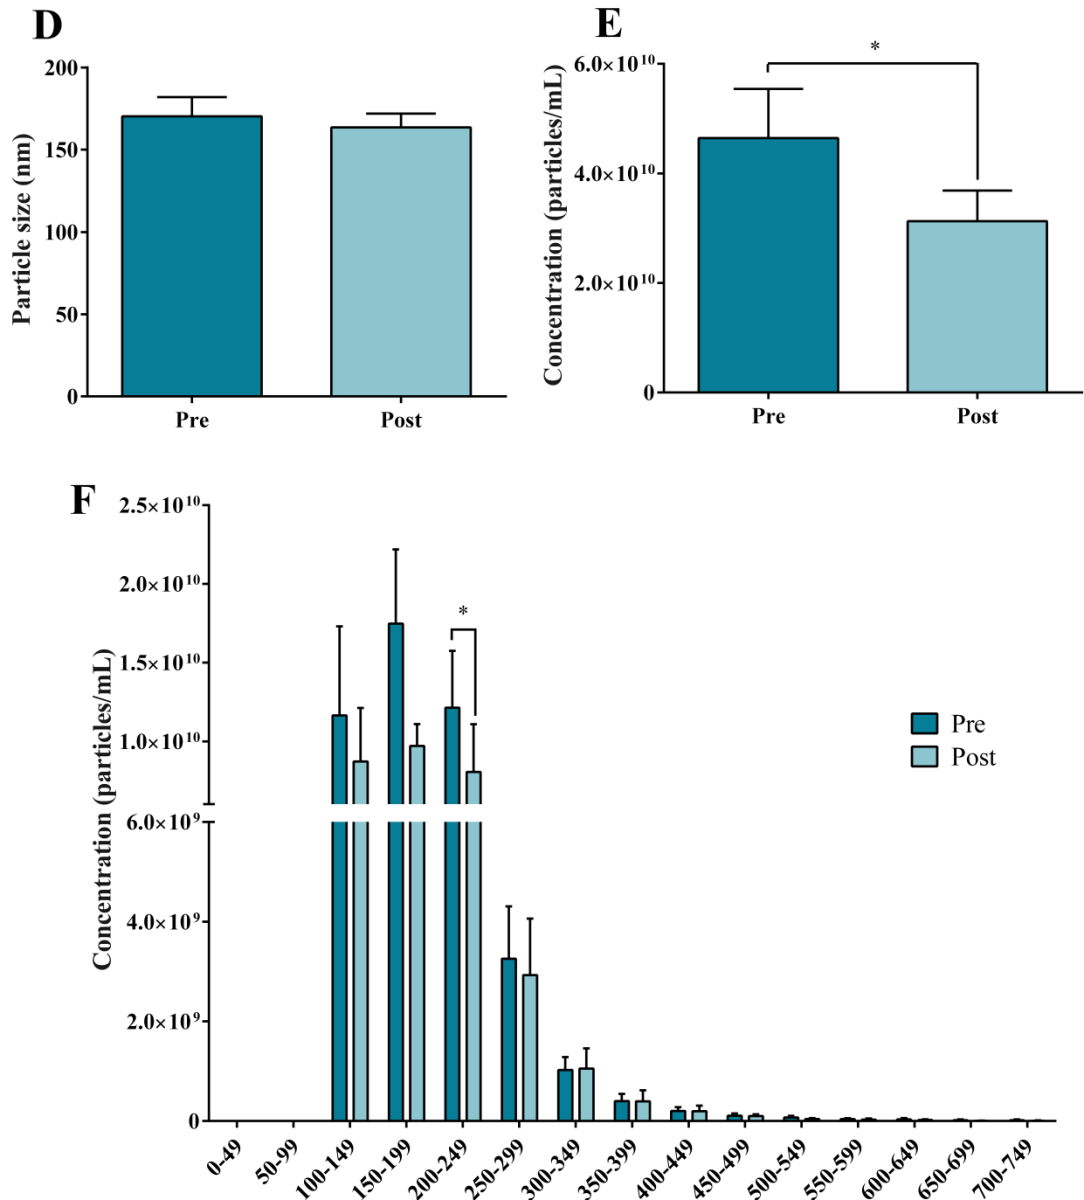 D
Particle size (nm)
200
150
100
50
0
Pre
Post
E
Concentration (particles/mL)
6.0×10¹⁰
4.0×10¹⁰
2.0×10¹⁰
0
*
Pre
Post
F
Concentration (particles/mL)
2.5×10¹⁰
2.0×10¹⁰
1.5×10¹⁰
1.0×10¹⁰
6.0×10⁹
4.0×10⁹
2.0×10⁹
0
*
Pre
Post
0-49
50-99
100-149
150-199
200-249
250-299
300-349
350-399
400-449
450-499
500-549
550-599
600-649
650-699
700-749